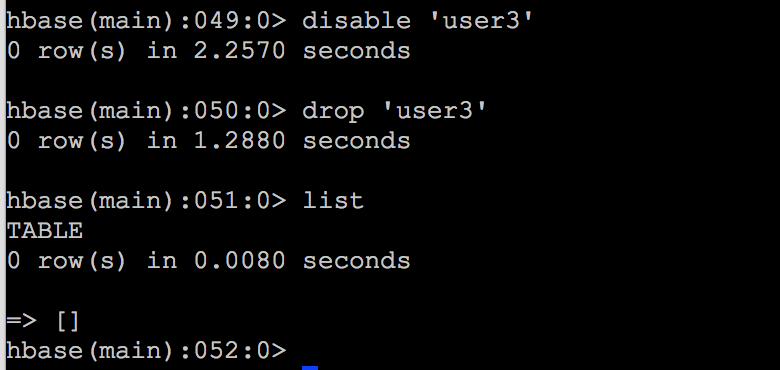 hbase(main):049:0> disable 'user3'
0 row(s) in 2.2570 seconds
hbase(main):050:0> drop 'user3'
0 row(s) in 1.2880 seconds
hbase(main):051:0> list
TABLE
0 row(s) in 0.0080 seconds
=> []
hbase(main):052:0>